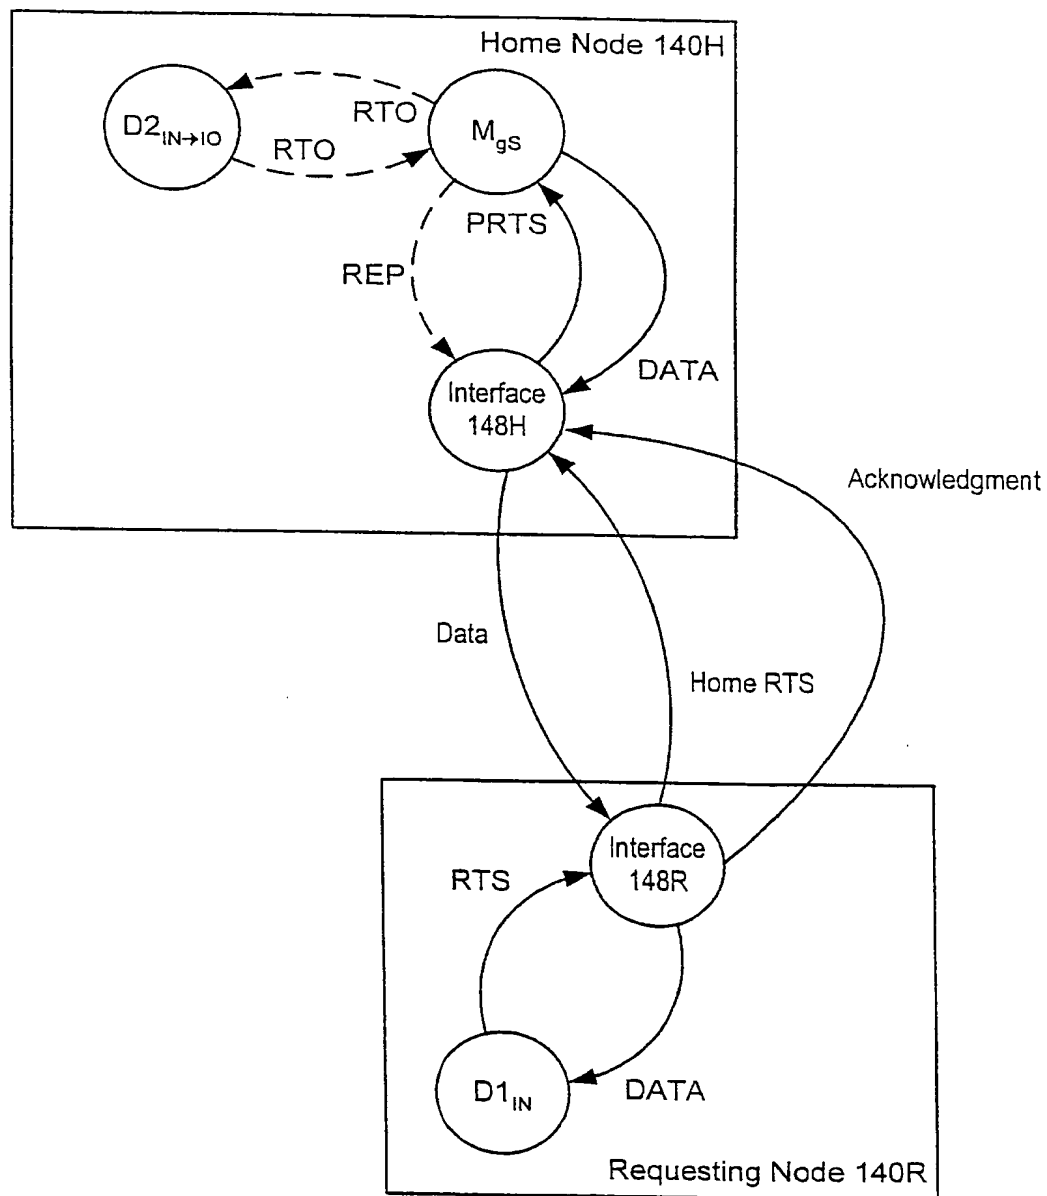 Home Node 140H
D2IN→IO
RTO
RTO
MgS
PRTS
REP
DATA
Interface
148H
Acknowledgment
Data
Home RTS
Interface
148R
RTS
D1IN
DATA
Requesting Node 140R